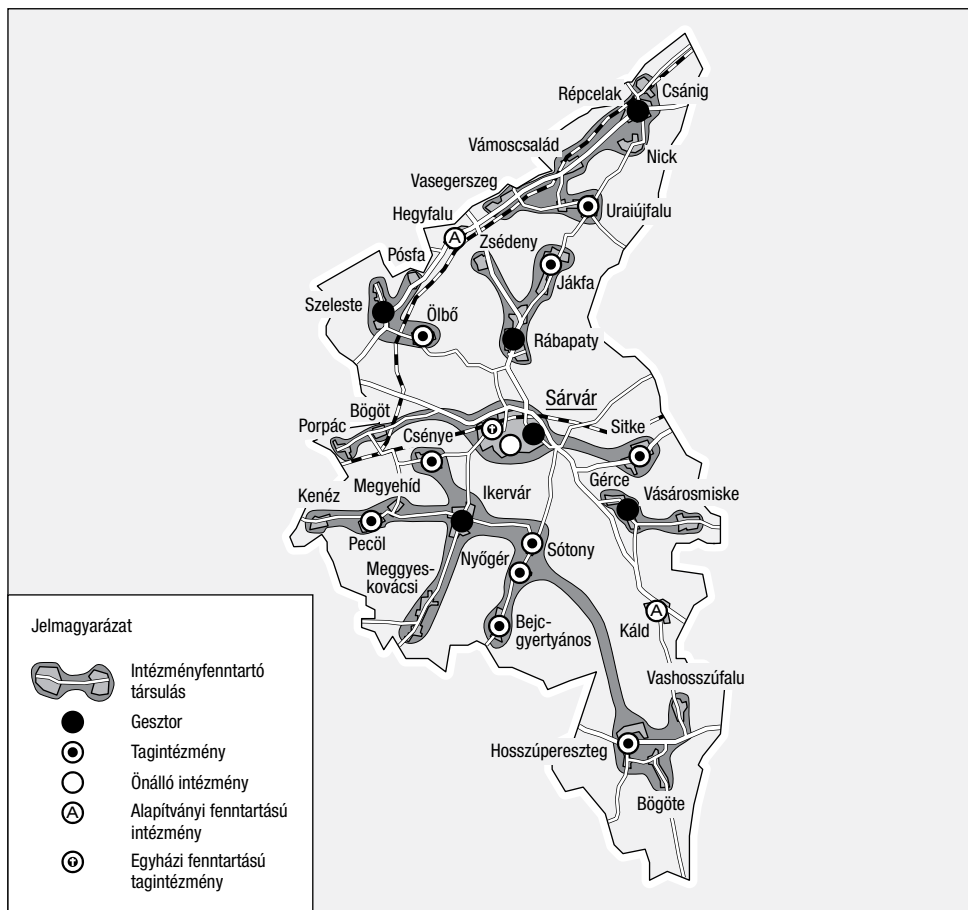 Répcelak
Csánig
Vámoscsalád
Nick
Vasegerszeg
Uraiújfalu
Hegyfalu
A
Zsédeny
Pósfa
Jákfa
Szeleste
Ölbő
Rábapaty
Sárvár
Bögöt
Porpác
Sitke
Csénye
Gérce
Megyehíd
Ikervár
Vásárosmiske
Kenéz
Pecöl
Nyőgér
Sótony
Meggyes-
kovácsi
Bejc-
gyertyános
A
Káld
Vashosszúfalu
Hosszúpereszteg
Bögöte
Jelmagyarázat
Intézményfenntartó
társulás
Gesztor
Tagintézmény
Önálló intézmény
A
Alapítványi fenntartású
intézmény
Egyházi fenntartású
tagintézmény